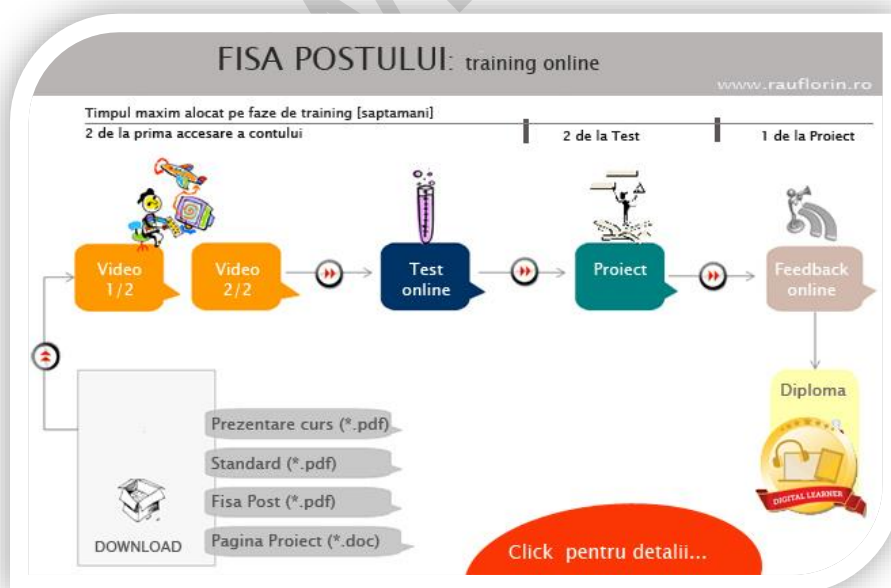 FISA POSTULUI: training online
www.rauflorin.ro
Timpul maxim alocat pe faze de training [saptamani]
2 de la prima accesare a contului
2 de la Test
1 de la Proiect
Video
1/2
Video
2/2
Test
online
Proiect
Feedback
online
Diploma
DIGITAL LEARNER
Prezentare curs (*.pdf)
Standard (*.pdf)
Fisa Post (*.pdf)
Pagina Proiect (*.doc)
DOWNLOAD
Click pentru detalii...